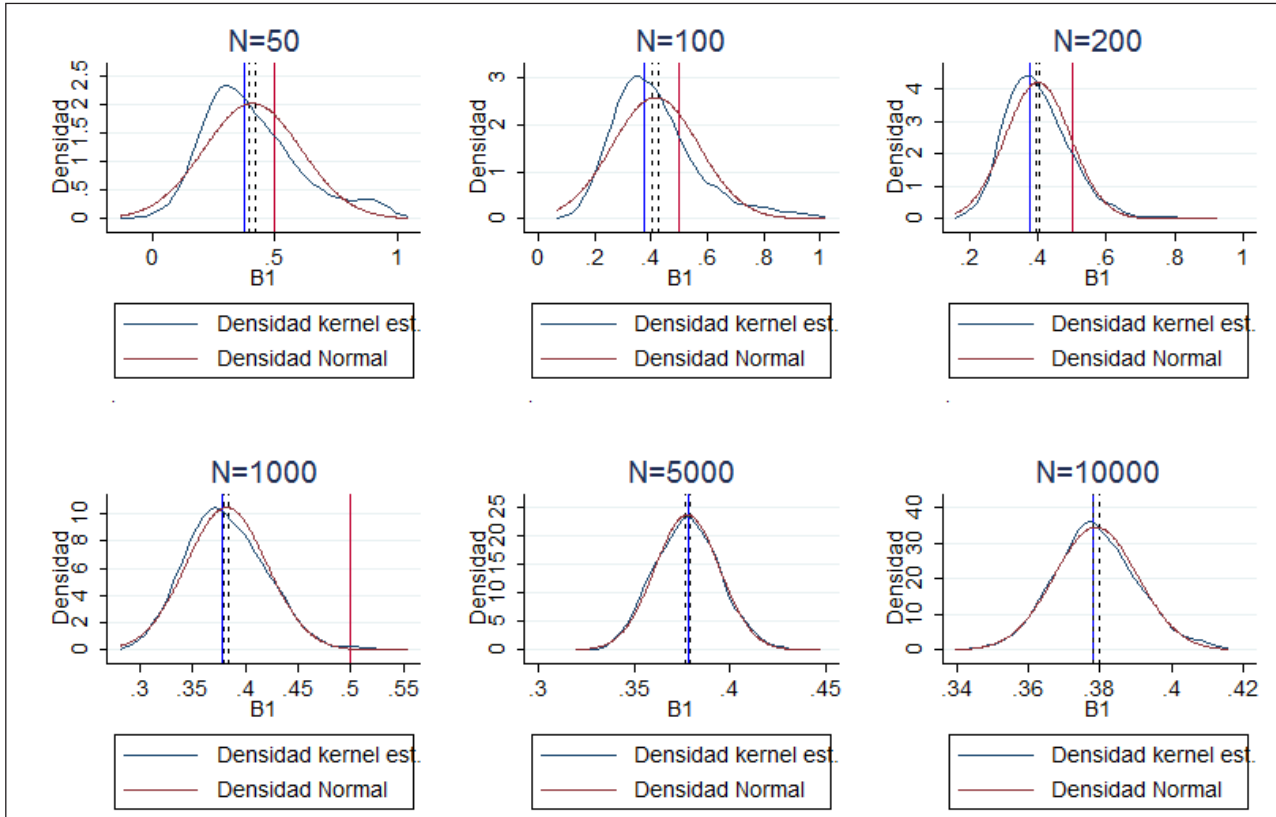 N=50
N=100
N=200
Densidad
0 .5 1 1.5 2 2.5
0 .5 1
B1
Densidad
0 1 2 3
0 .2 .4 .6 .8 1
B1
Densidad
0 1 2 3 4
.2 .4 .6 .8 1
B1
Densidad kernel est.
Densidad Normal
Densidad kernel est.
Densidad Normal
Densidad kernel est.
Densidad Normal
.
.
.
N=1000
N=5000
N=10000
Densidad
0 2 4 6 8 10
.3 .35 .4 .45 .5 .55
B1
Densidad
0 5 10 15 20 25
.3 .35 .4 .45
B1
Densidad
0 10 20 30 40
.34 .36 .38 .4 .42
B1
Densidad kernel est.
Densidad Normal
Densidad kernel est.
Densidad Normal
Densidad kernel est.
Densidad Normal